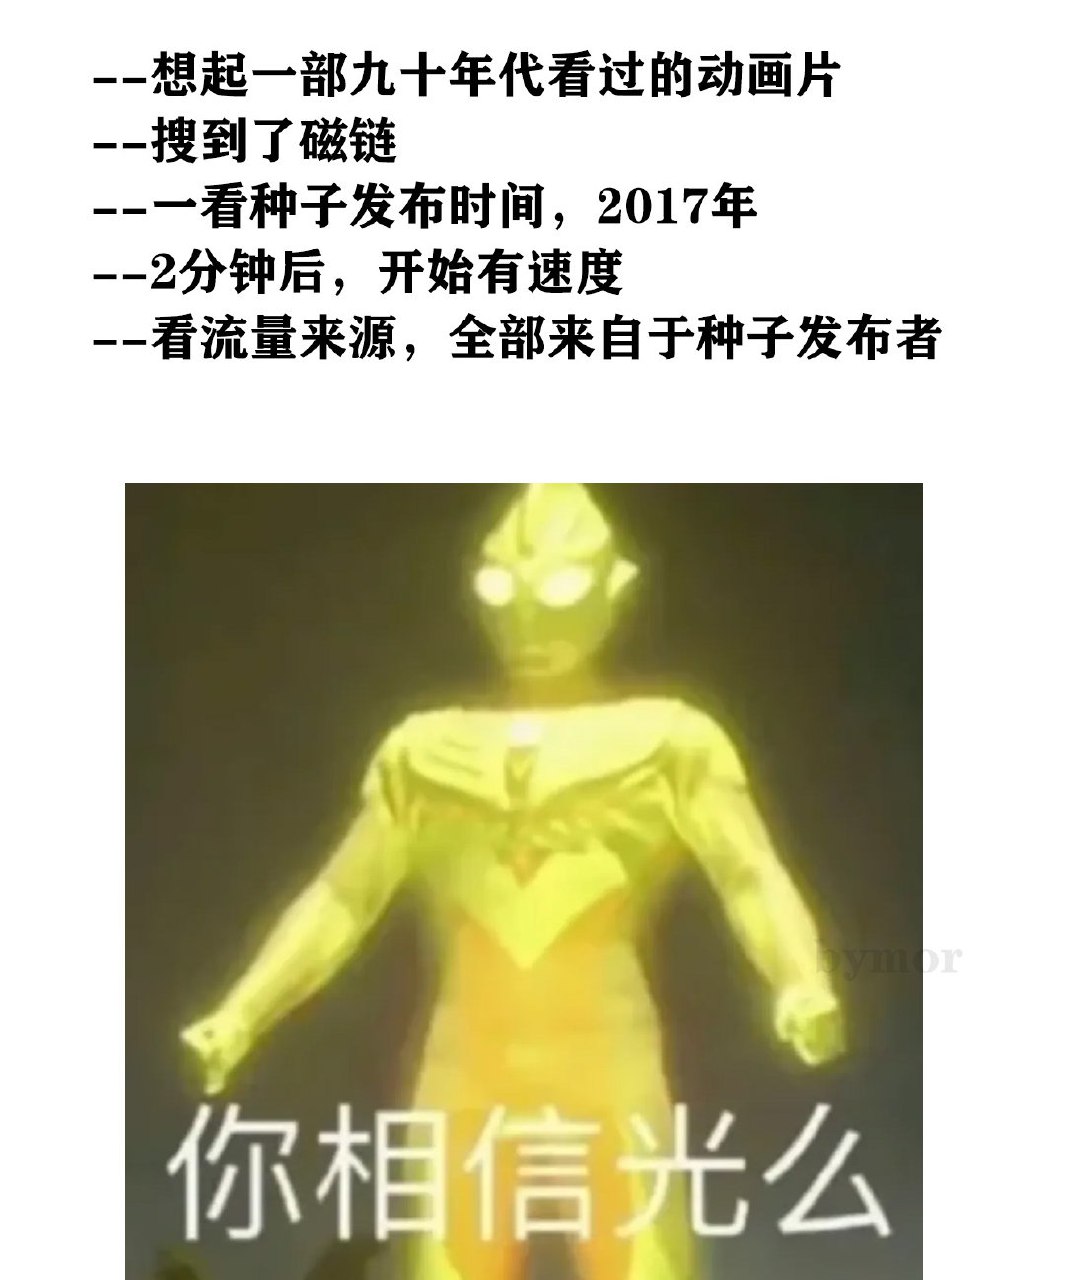 --想起一部九十年代看过的动画片
--搜到了磁链
--一看种子发布时间，2017年
--2分钟后，开始有速度
--看流量来源，全部来自于种子发布者
bymor
你相信光么